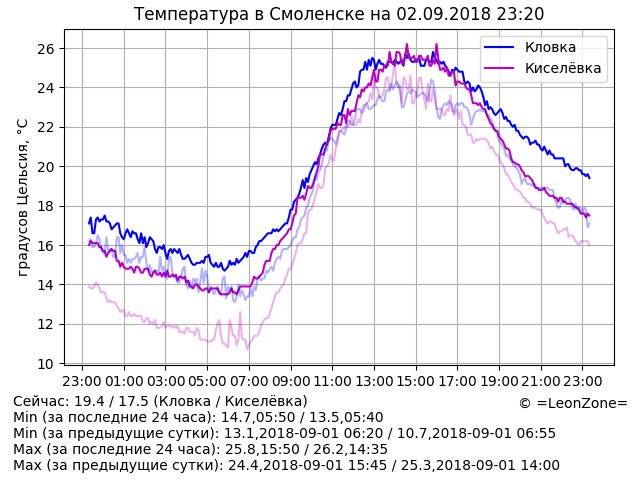 Температура в Смоленске на 02.09.2018 23:20
градусов Цельсия, °C
26
24
22
20
18
16
14
12
10
Кловка
Киселёвка
23:00 01:00 03:00 05:00 07:00 09:00 11:00 13:00 15:00 17:00 19:00 21:00 23:00
Сейчас: 19.4 / 17.5 (Кловка / Киселёвка)
© =LeonZone=
Min (за последние 24 часа): 14.7,05:50 / 13.5,05:40
Min (за предыдущие сутки): 13.1,2018-09-01 06:20 / 10.7,2018-09-01 06:55
Max (за последние 24 часа): 25.8,15:50 / 26.2,14:35
Max (за предыдущие сутки): 24.4,2018-09-01 15:45 / 25.3,2018-09-01 14:00